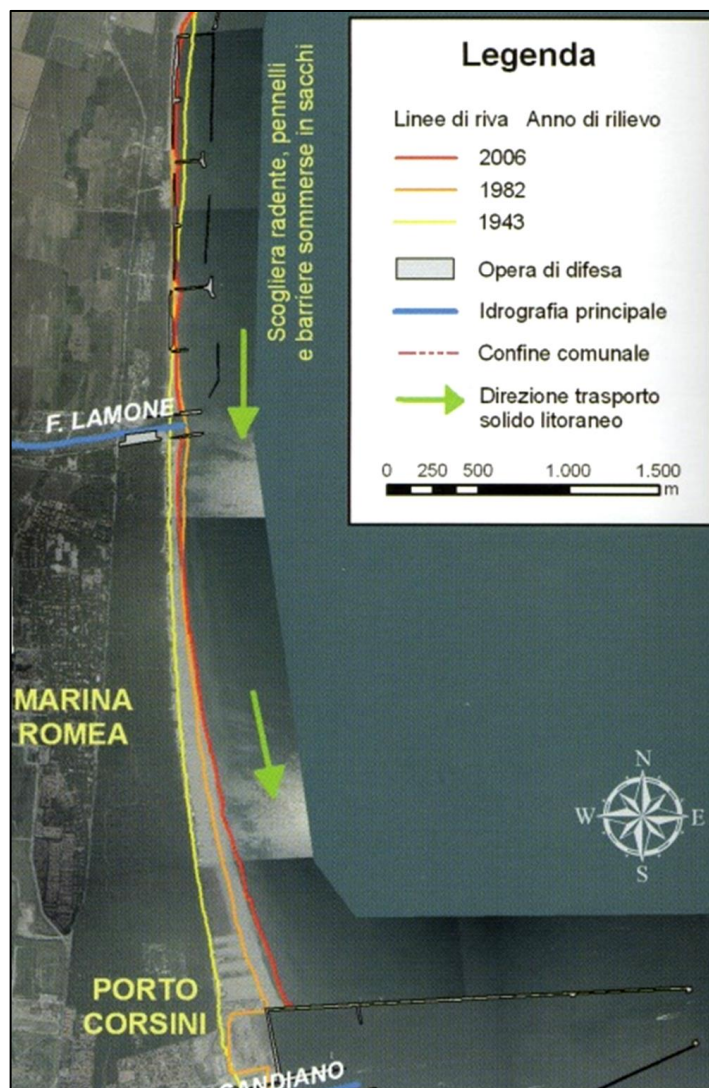 Legenda
Linee di riva Anno di rilievo
2006
1982
1943
Opera di difesa
Idrografia principale
Confine comunale
Direzione trasporto
solido litoraneo
0 250 500 1.000 1.500
m
Scogliera radente, pennelli
e barriere sommerse in sacchi
F. LAMONE
MARINA
ROMEA
N
W E
S
PORTO
CORSINI
CANDIANO